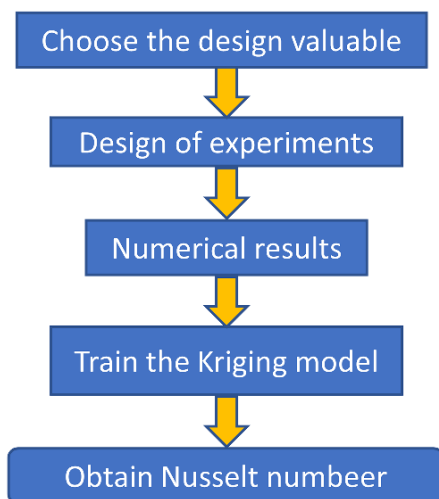 Choose the design valuable
Design of experiments
Numerical results
Train the Kriging model
Obtain Nusselt numbeer